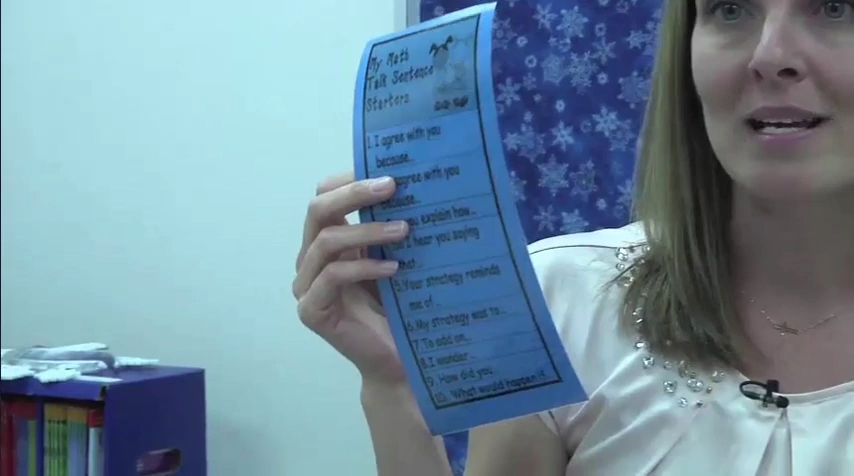 My Math
Talk Sentence
Starters
1. I agree with you
because...
agree with you
because...
you explain how...
I hear you saying
that...
5. Your strategy reminds
me of...
6. My strategy was to...
7. To add on...
8. I wonder...
9. How did you...
10. What would happen if...